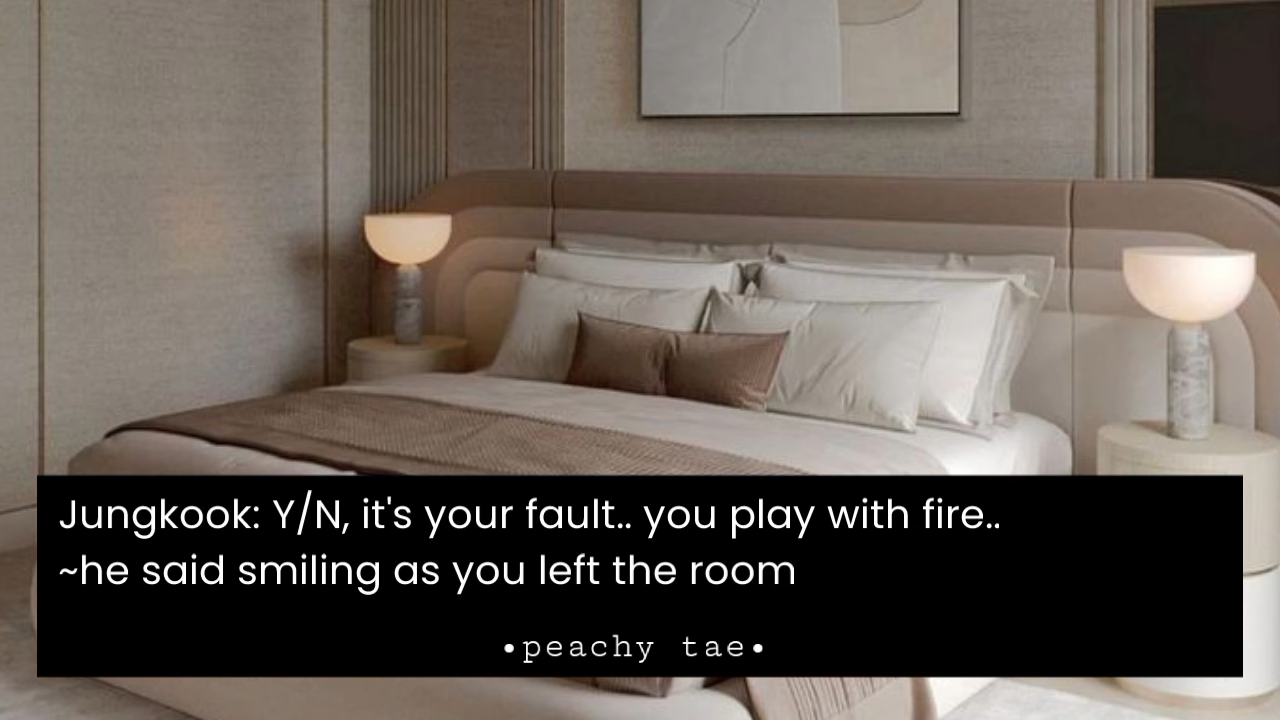 Jungkook: Y/N, it's your fault.. you play with fire..
~he said smiling as you left the room
•peachy tae•